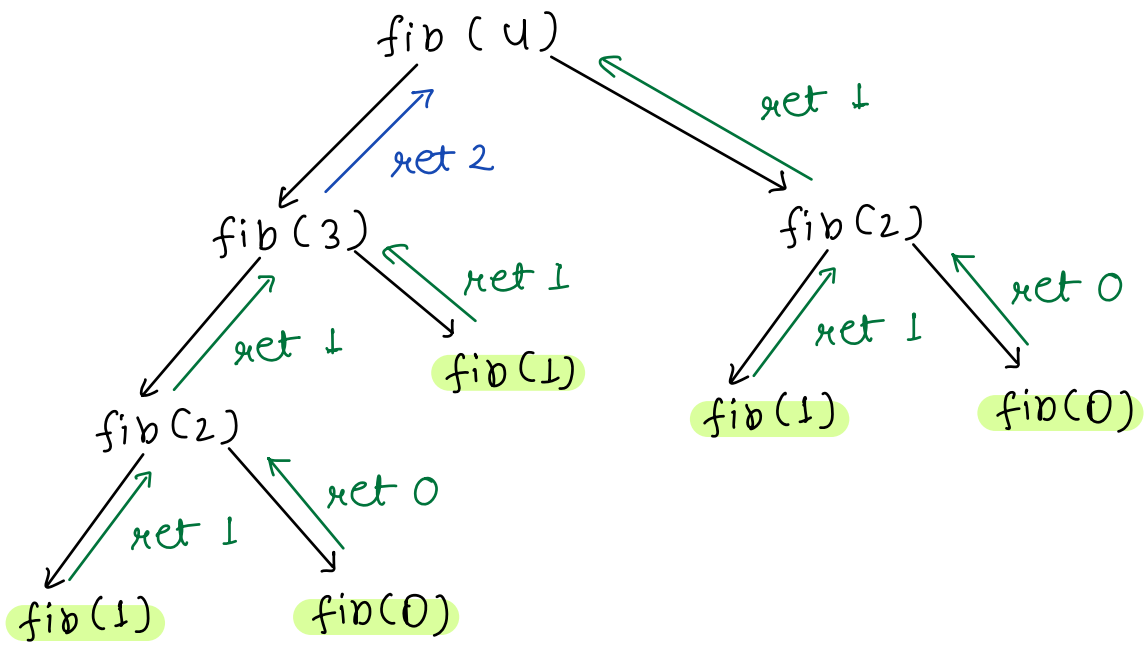 fib (4)
ret 1
ret 2
fib(3)
fib(2)
ret 1
ret 0
ret 1
ret 1
fib(1)
fib(1)
fib(0)
fib(2)
ret 0
ret 1
fib(1)
fib(0)